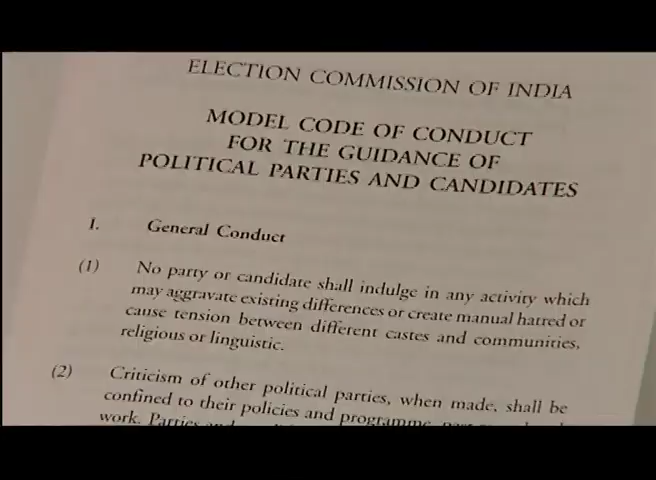 ELECTION COMMISSION OF INDIA
MODEL CODE OF CONDUCT
FOR THE GUIDANCE OF
POLITICAL PARTIES AND CANDIDATES
I. General Conduct
(1) No party or candidate shall indulge in any activity which
may aggravate existing differences or create manual hatred or
cause tension between different castes and communities,
religious or linguistic.
(2) Criticism of other political parties, when made, shall be
confined to their policies and programme, past
work. Parties and